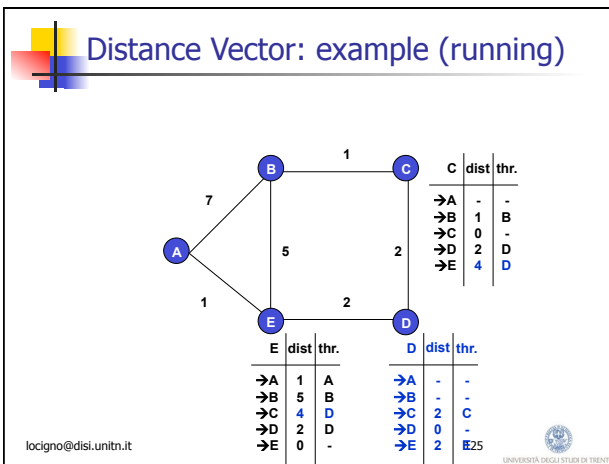 Distance Vector: example (running)
1
B
C
C dist thr.
→A - -
→B 1 B
→C 0 -
→D 2 D
→E 4 D
7
5
2
A
1
2
E
D
E dist thr.
→A 1 A
→B 5 B
→C 4 D
→D 2 D
→E 0 -
D dist thr.
→A - -
→B - -
→C 2 C
→D 0 -
→E 2 E
locigno@disi.unitn.it
25
UNIVERSITÀ DEGLI STUDI DI TRENT